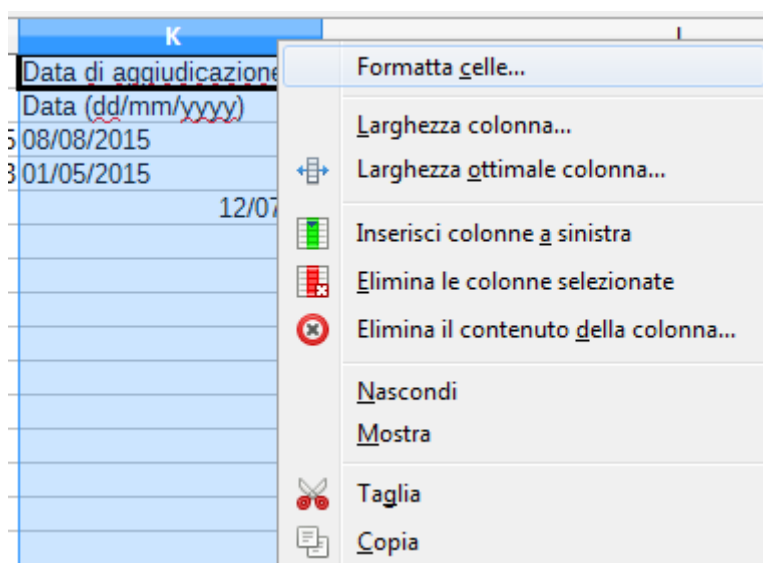 K
Data di aggiudicazione
Data (dd/mm/yyyy)
08/08/2015
01/05/2015
12/07
Formatta celle...
Larghezza colonna...
Larghezza ottimale colonna...
Inserisci colonne a sinistra
Elimina le colonne selezionate
Elimina il contenuto della colonna...
Nascondi
Mostra
Taglia
Copia